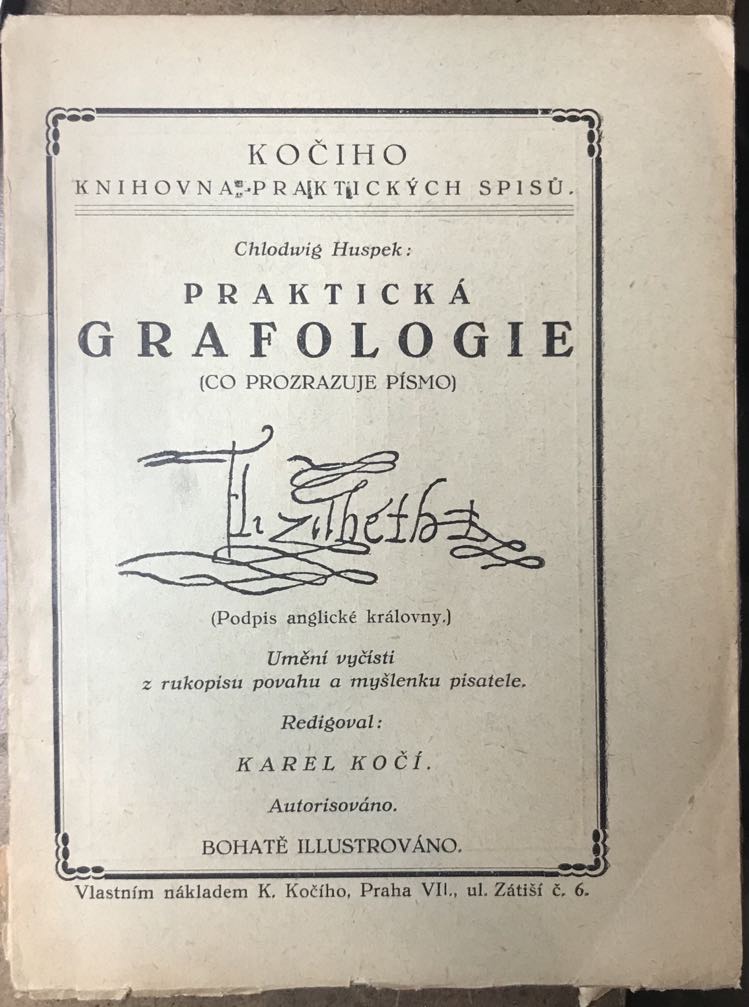 KOČIHO
KNIHOVNA PRAKTICKÝCH SPISŮ.
Chlodwig Huspek:
PRAKTICKÁ
GRAFOLOGIE
(CO PROZRAZUJE PÍSMO)
Elizabeth
(Podpis anglické královny.)
Umění vyčísti
z rukopisu povahu a myšlenku pisatele.
Redigoval:
KAREL KOČÍ.
Autorisováno.
BOHATĚ ILLUSTROVÁNO.
Vlastním nákladem K. Kočího, Praha VII., ul. Zátiší č. 6.